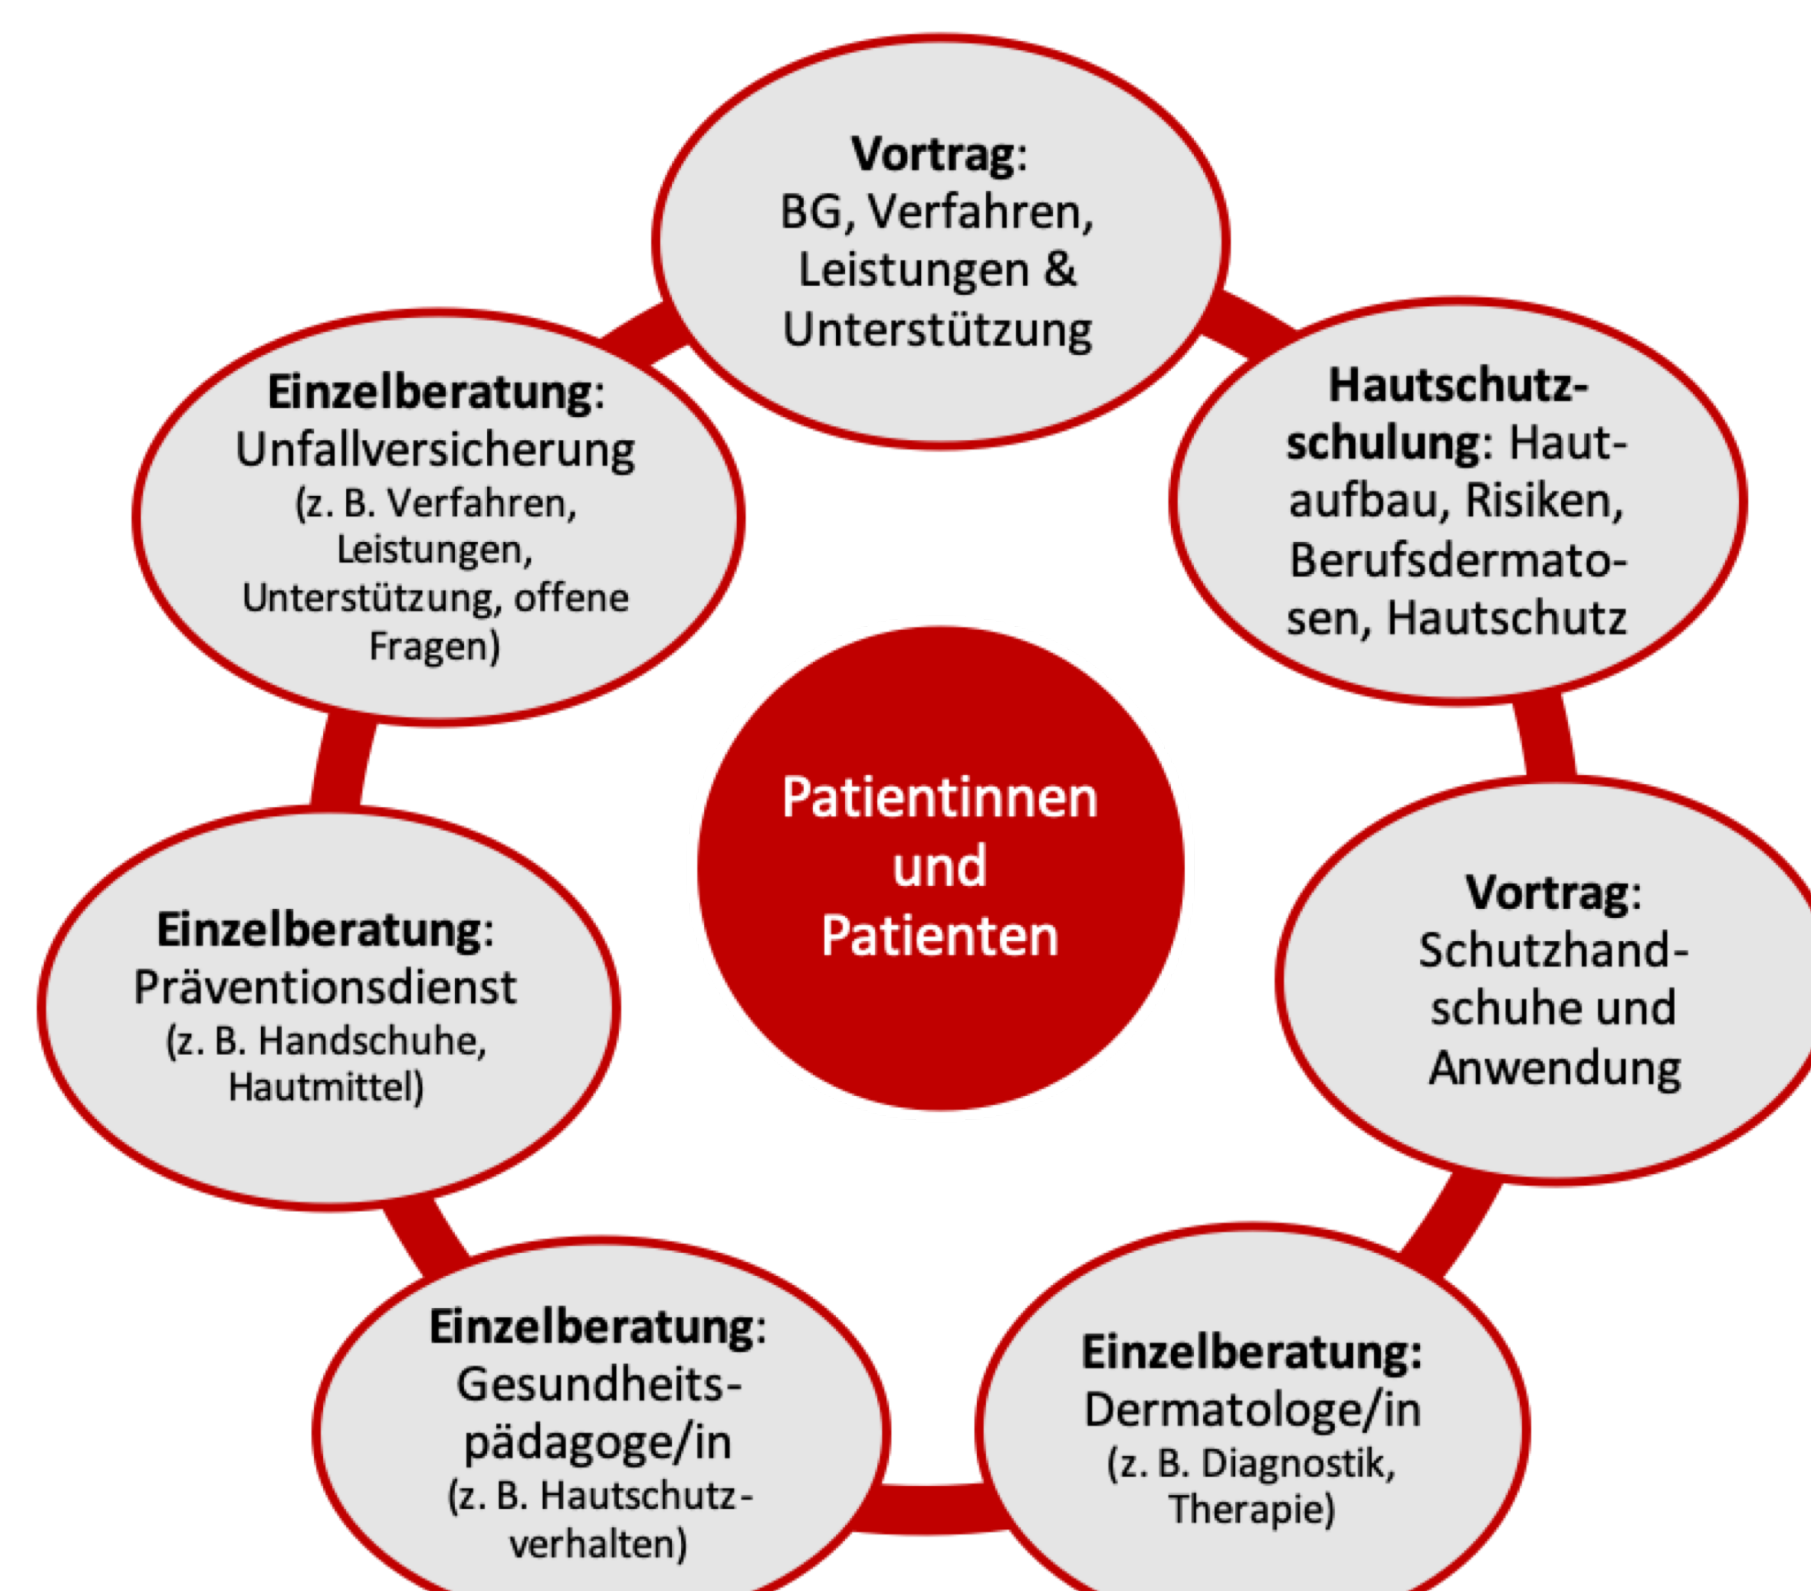 Vortrag:
BG, Verfahren,
Leistungen &
Unterstützung
Hautschutz-
schulung: Haut-
aufbau, Risiken,
Berufsdermato-
sen, Hautschutz
Vortrag:
Schutzhand-
schuhe und
Anwendung
Einzelberatung:
Dermatologe/in
(z. B. Diagnostik,
Therapie)
Einzelberatung:
Gesundheits-
pädagoge/in
(z. B. Hautschutz-
verhalten)
Einzelberatung:
Präventionsdienst
(z. B. Handschuhe,
Hautmittel)
Einzelberatung:
Unfallversicherung
(z. B. Verfahren,
Leistungen,
Unterstützung, offene
Fragen)
Patientinnen
und
Patienten